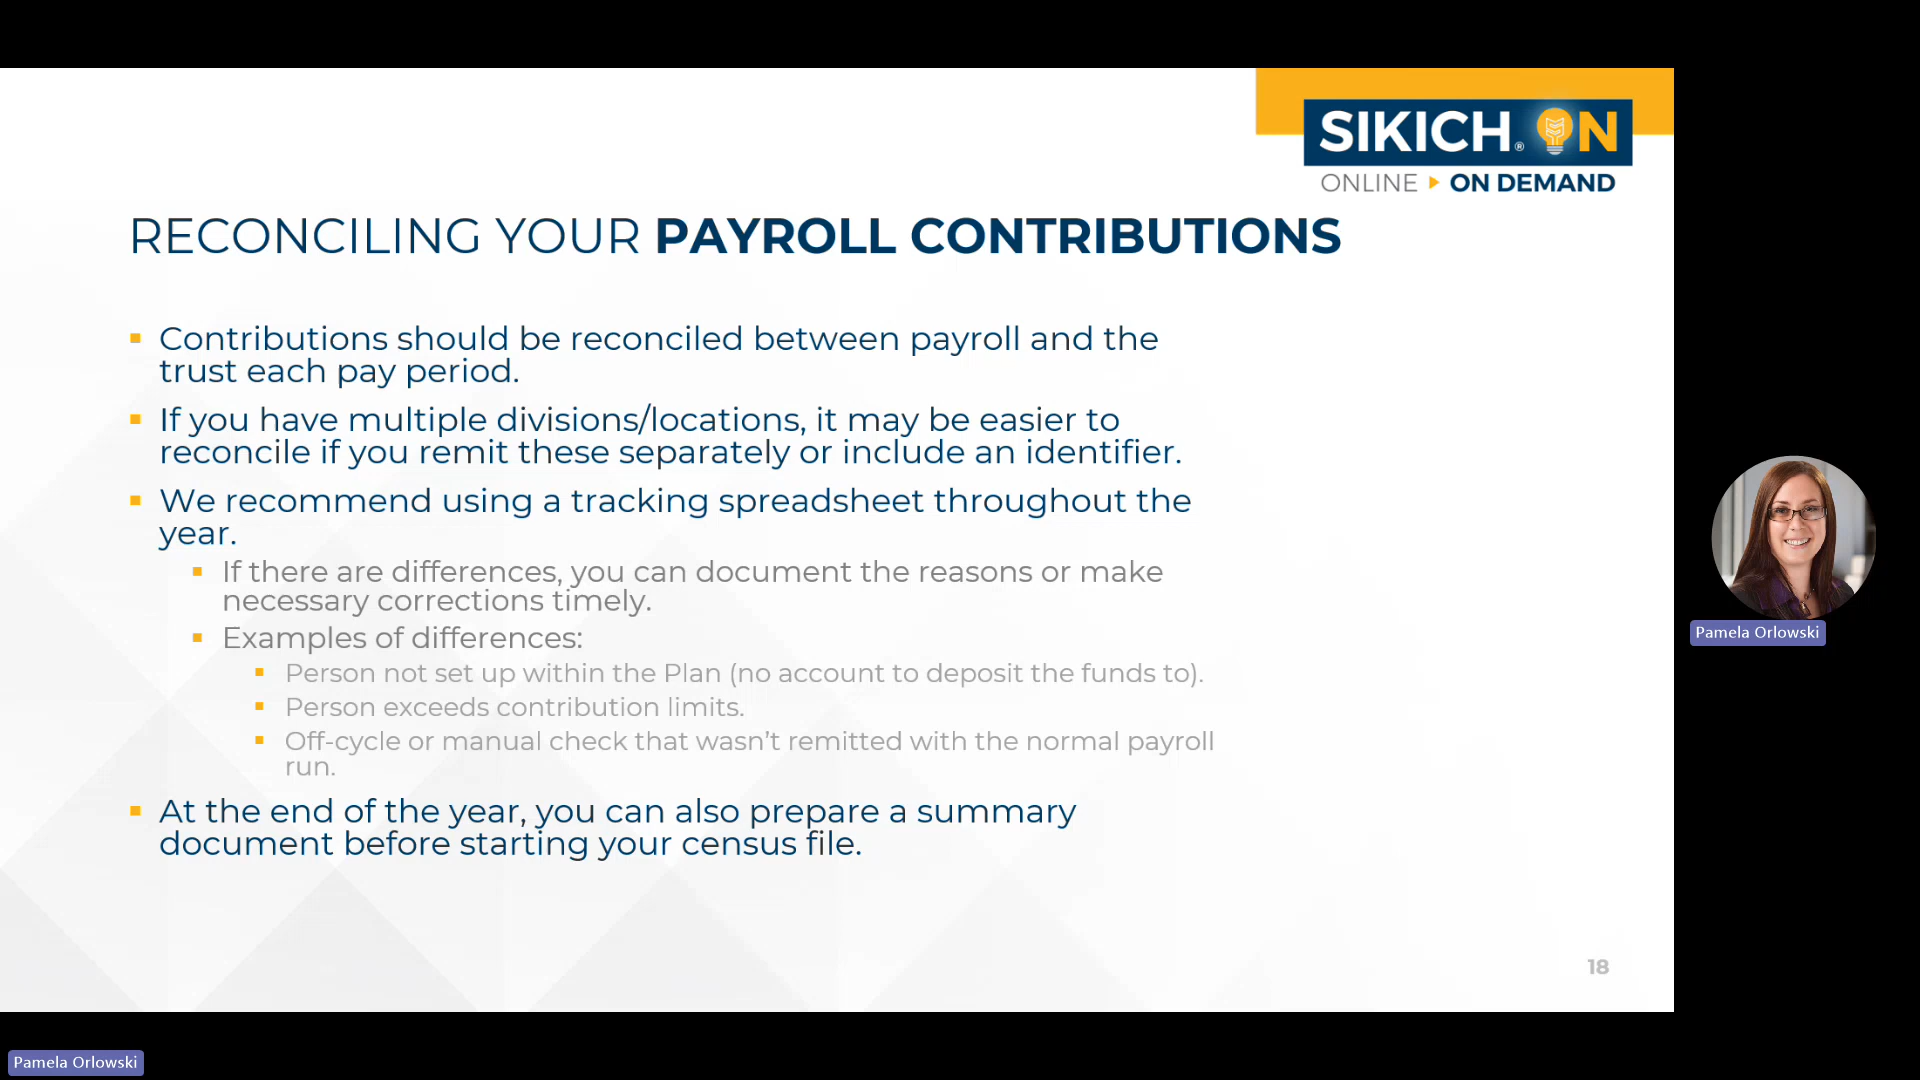 SIKICH® ON
ONLINE ▶ ON DEMAND
RECONCILING YOUR PAYROLL CONTRIBUTIONS
Contributions should be reconciled between payroll and the
trust each pay period.
If you have multiple divisions/locations, it may be easier to
reconcile if you remit these separately or include an identifier.
We recommend using a tracking spreadsheet throughout the
year.
If there are differences, you can document the reasons or make
necessary corrections timely.
Examples of differences:
Person not set up within the Plan (no account to deposit the funds to).
Person exceeds contribution limits.
Off-cycle or manual check that wasn't remitted with the normal payroll
run.
At the end of the year, you can also prepare a summary
document before starting your census file.
18
Pamela Orlowski
Pamela Orlowski